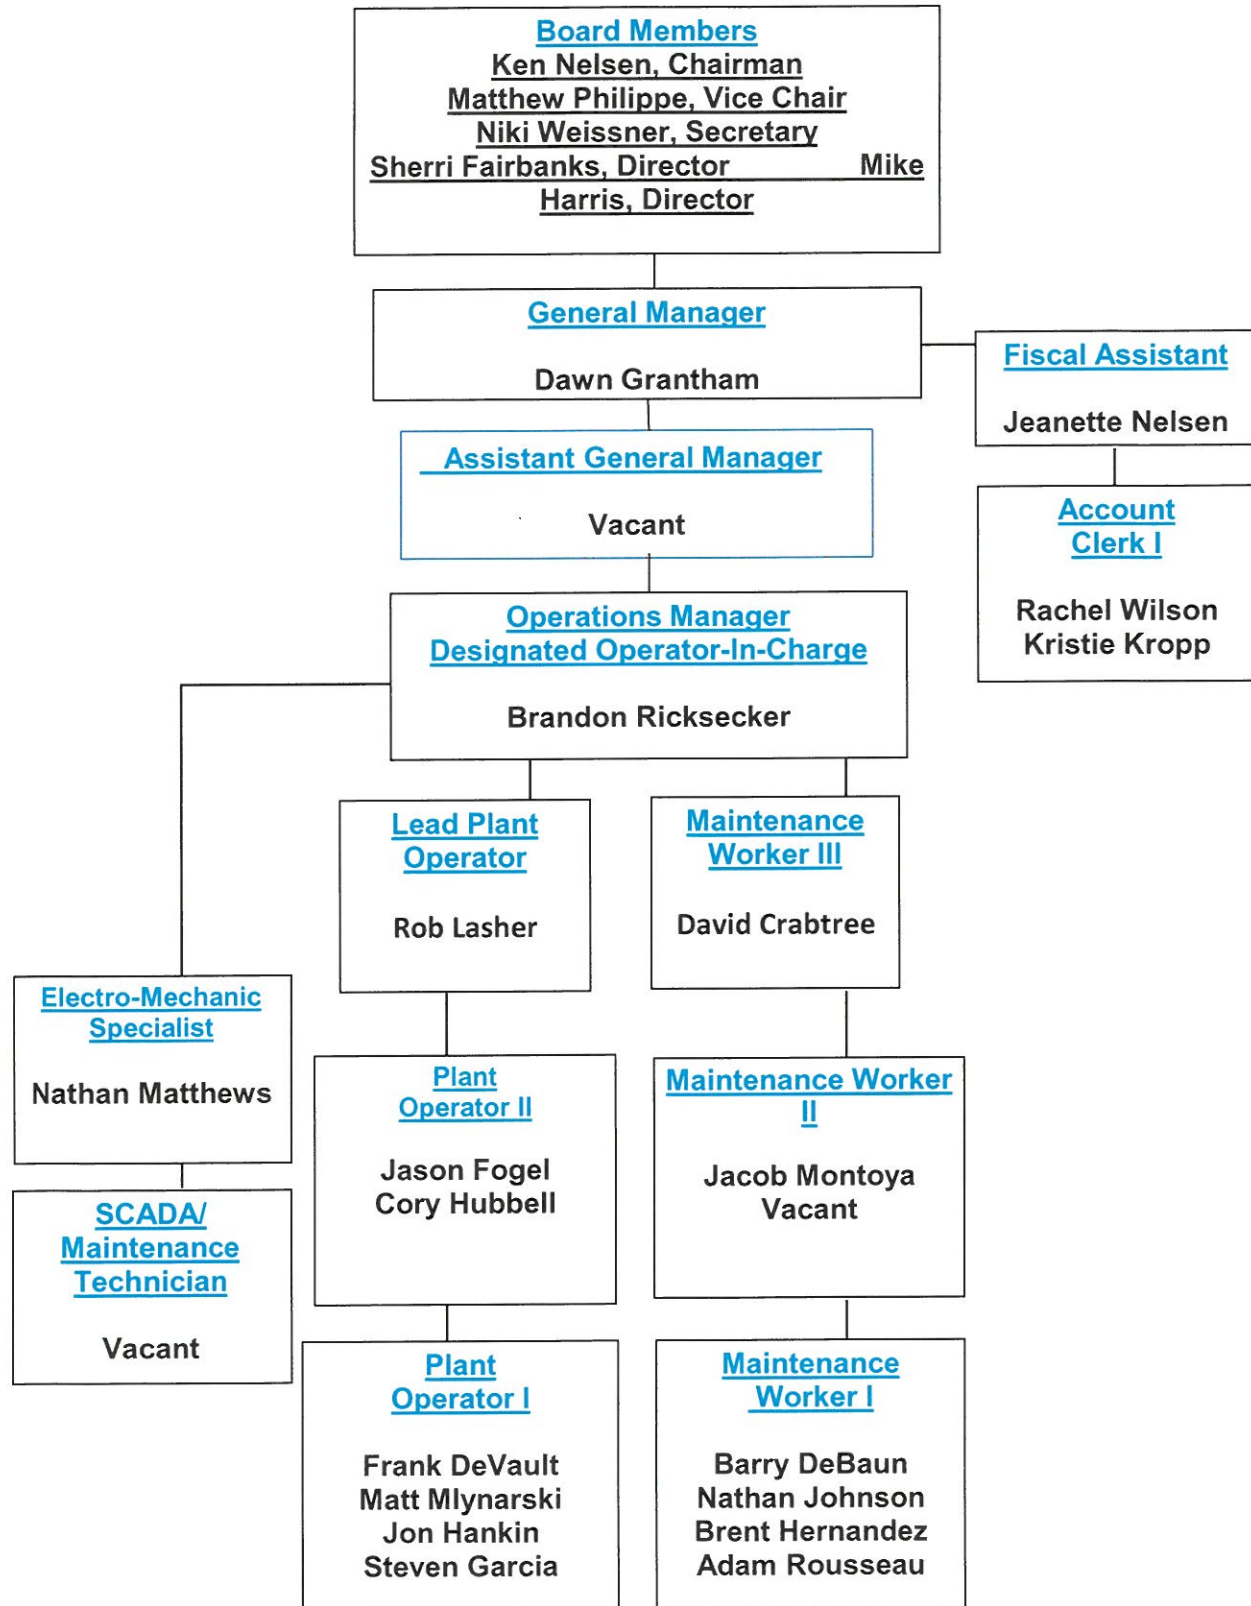 Board Members
Ken Nelsen, Chairman
Matthew Philippe, Vice Chair
Niki Weissner, Secretary
Sherri Fairbanks, Director Mike
Harris, Director
General Manager
Dawn Grantham
Fiscal Assistant
Jeanette Nelsen
Assistant General Manager
Vacant
Account
Clerk I
Rachel Wilson
Kristie Kropp
Operations Manager
Designated Operator-In-Charge
Brandon Ricksecker
Lead Plant
Operator
Rob Lasher
Maintenance
Worker III
David Crabtree
Electro-Mechanic
Specialist
Nathan Matthews
Plant
Operator II
Jason Fogel
Cory Hubbell
Maintenance Worker
II
Jacob Montoya
Vacant
SCADA/
Maintenance
Technician
Vacant
Plant
Operator I
Frank DeVault
Matt Mlynarski
Jon Hankin
Steven Garcia
Maintenance
Worker I
Barry DeBaun
Nathan Johnson
Brent Hernandez
Adam Rousseau